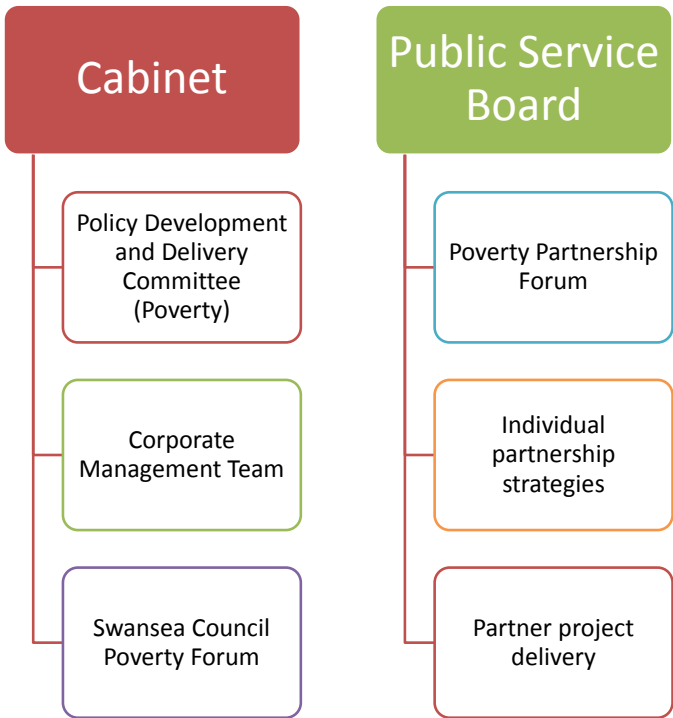 Cabinet
Policy Development
and Delivery
Committee
(Poverty)
Corporate
Management Team
Swansea Council
Poverty Forum
Public Service
Board
Poverty Partnership
Forum
Individual
partnership
strategies
Partner project
delivery